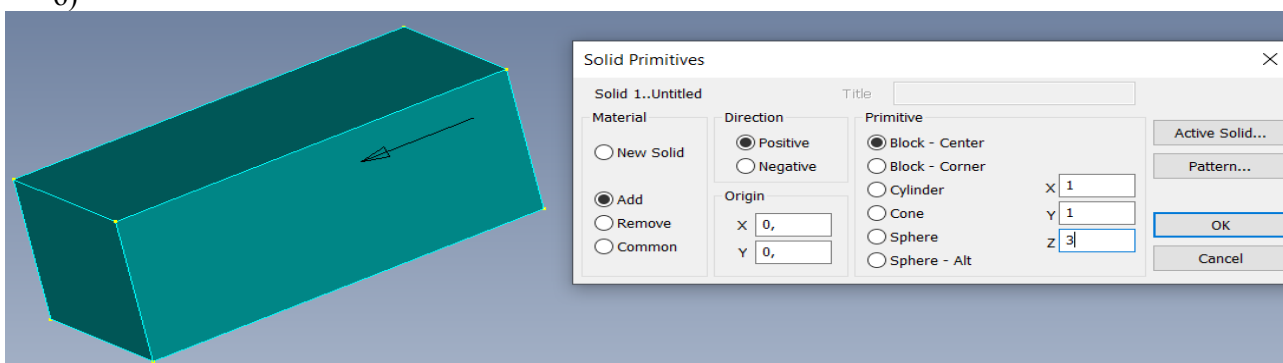 Solid Primitives
Solid 1..Untitled
Title
Material
New Solid
Add
Remove
Common
Direction
Positive
Negative
Origin
X 0,
Y 0,
Primitive
Block - Center
Block - Corner
Cylinder
Cone
Sphere
Sphere - Alt
X 1
Y 1
Z 3
Active Solid...
Pattern...
OK
Cancel